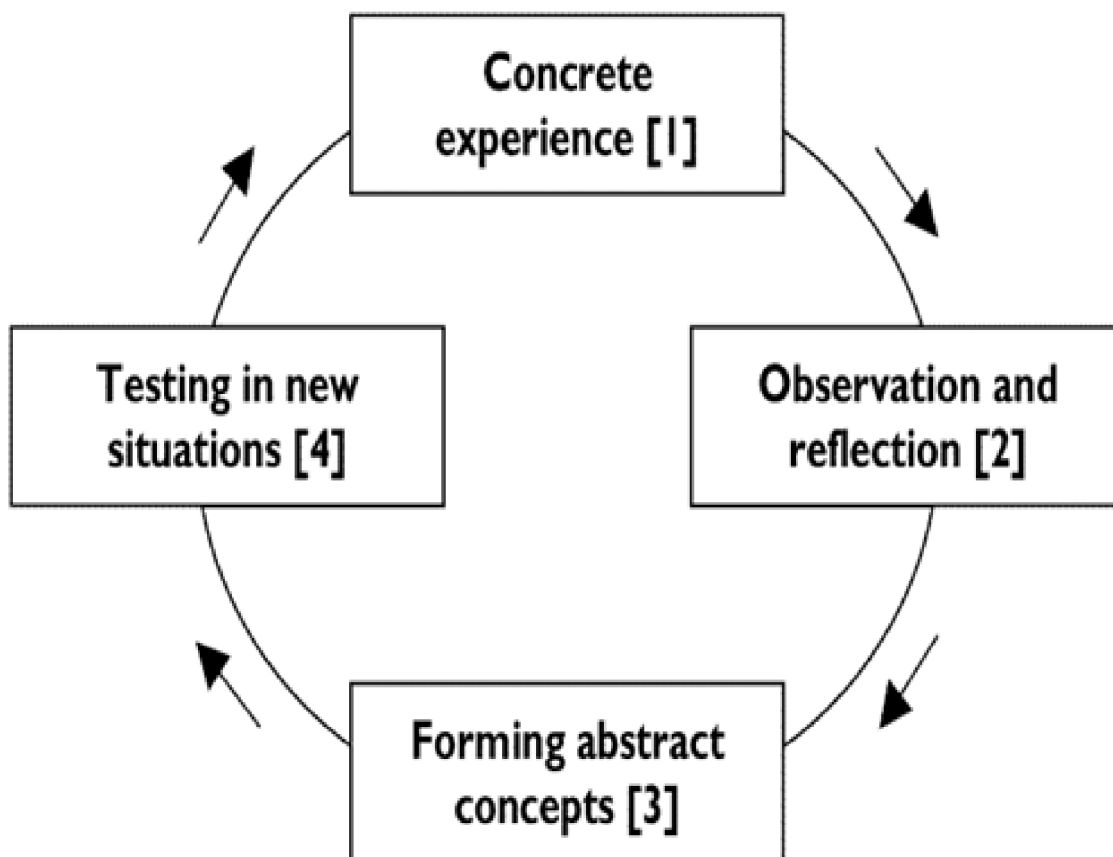 Concrete
experience [1]
Observation and
reflection [2]
Forming abstract
concepts [3]
Testing in new
situations [4]